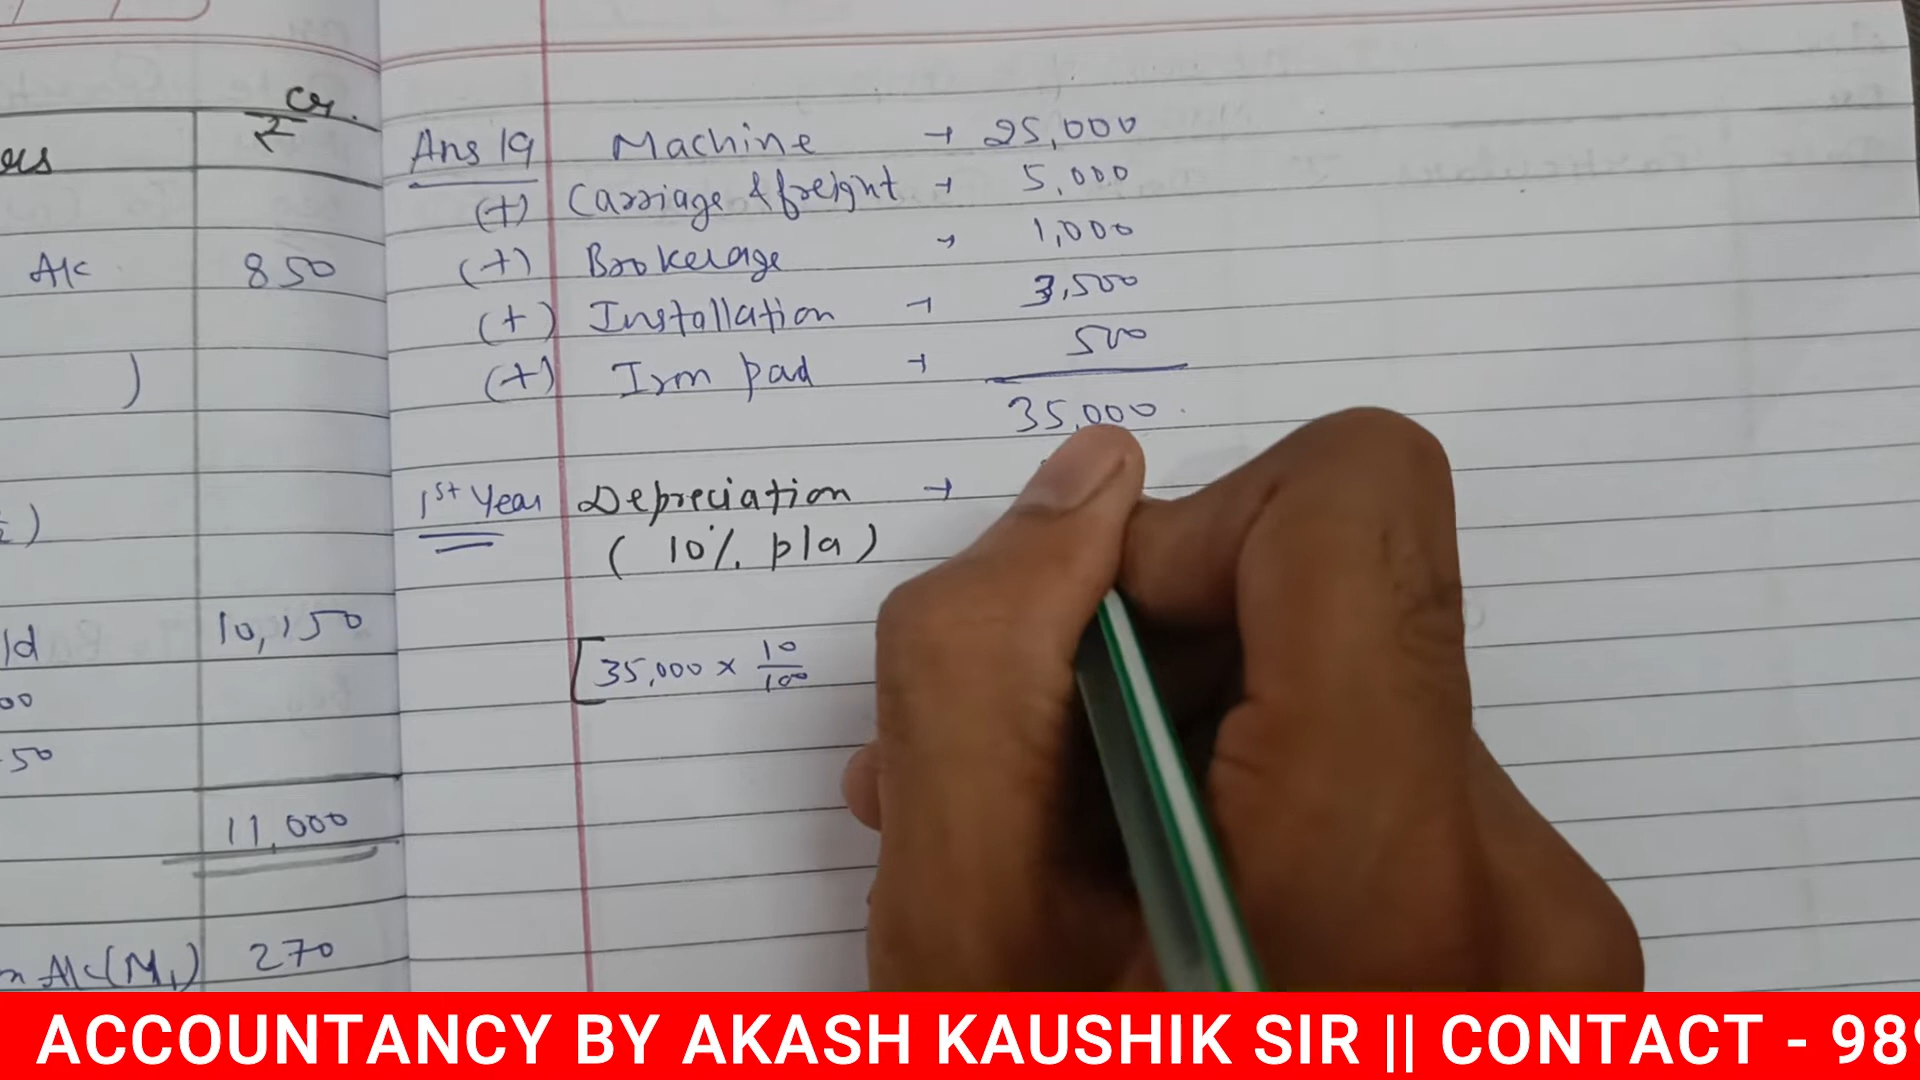 Cr.
₹
A/c 850
)
)
10,150
00
50
11,000
A/c (M₁) 270
Ans 19 Machine → 25,000
(+) Carriage & freight → 5,000
(+) Brokerage → 1,000
(+) Installation → 3,500
(+) Iron pad → 500
35,000
1st Year Depreciation →
(10% p/a)
[35,000 × 10/100
ACCOUNTANCY BY AKASH KAUSHIK SIR || CONTACT - 98